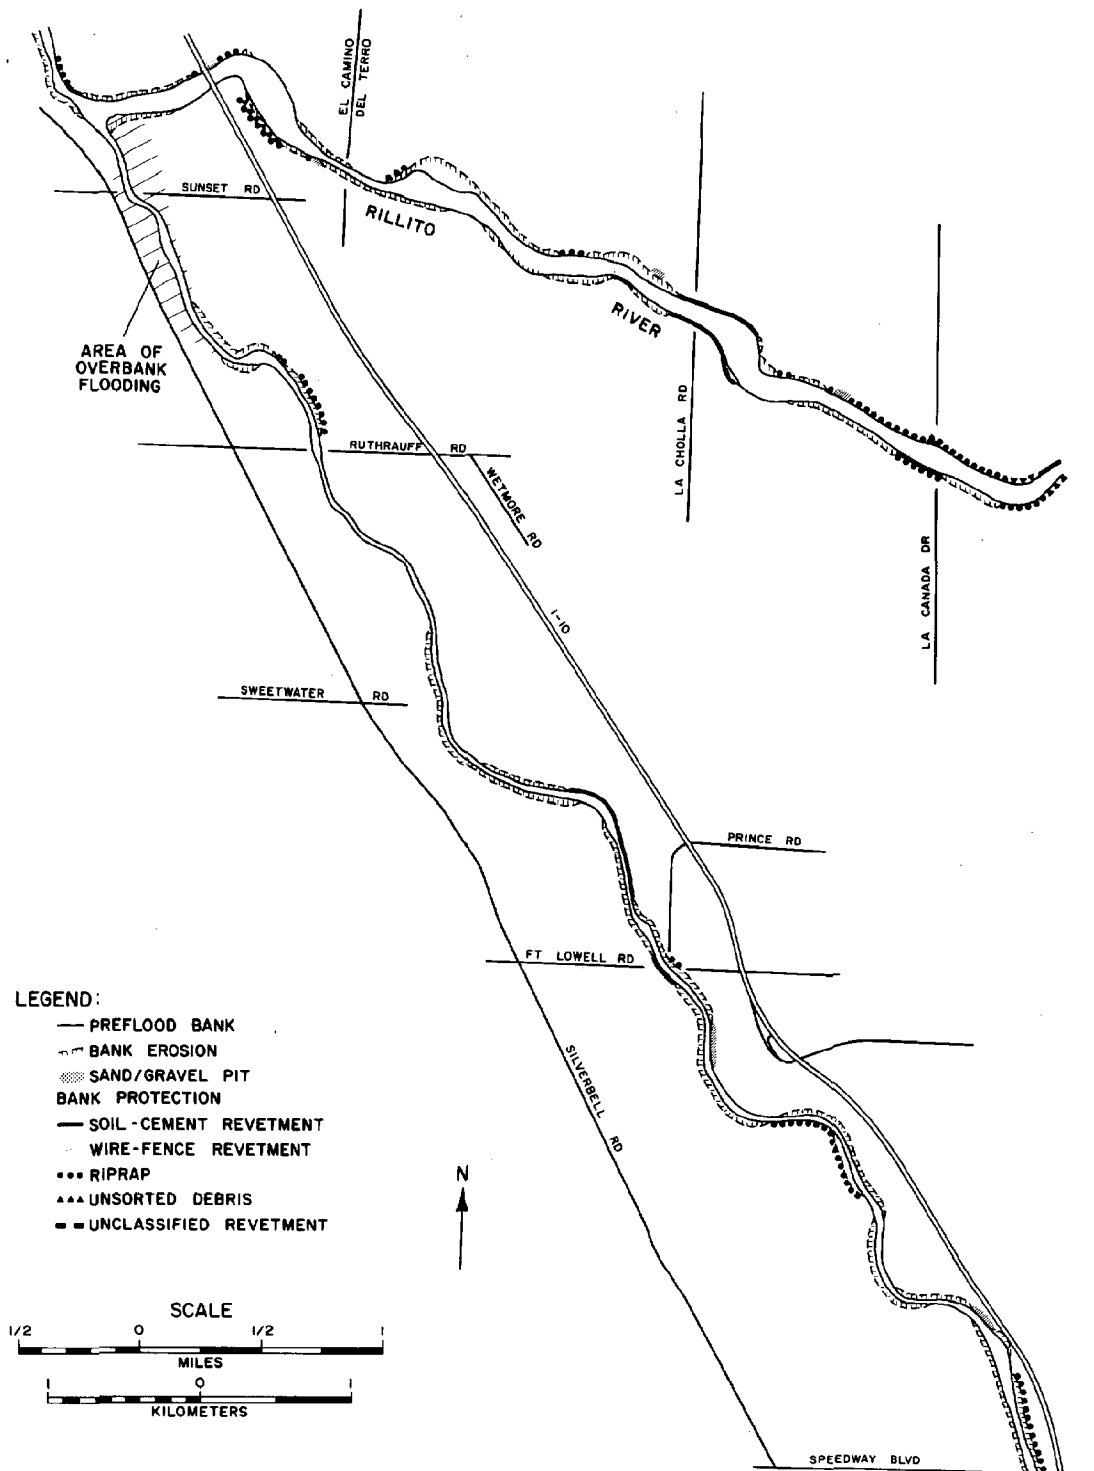 EL CAMINO
DEL TERRO
SUNSET RD
RILLITO
RIVER
AREA OF
OVERBANK
FLOODING
LA CHOLLA RD
RUTHRAUFF RD
WETMORE RD
LA CANADA DR
I-10
SWEETWATER RD
PRINCE RD
FT LOWELL RD
SILVERBELL RD
LEGEND:
PREFLOOD BANK
BANK EROSION
SAND/GRAVEL PIT
BANK PROTECTION
SOIL-CEMENT REVETMENT
WIRE-FENCE REVETMENT
RIPRAP
UNSORTED DEBRIS
UNCLASSIFIED REVETMENT
N
SCALE
1/2 0 1/2 1
MILES
1 0 1
KILOMETERS
SPEEDWAY BLVD